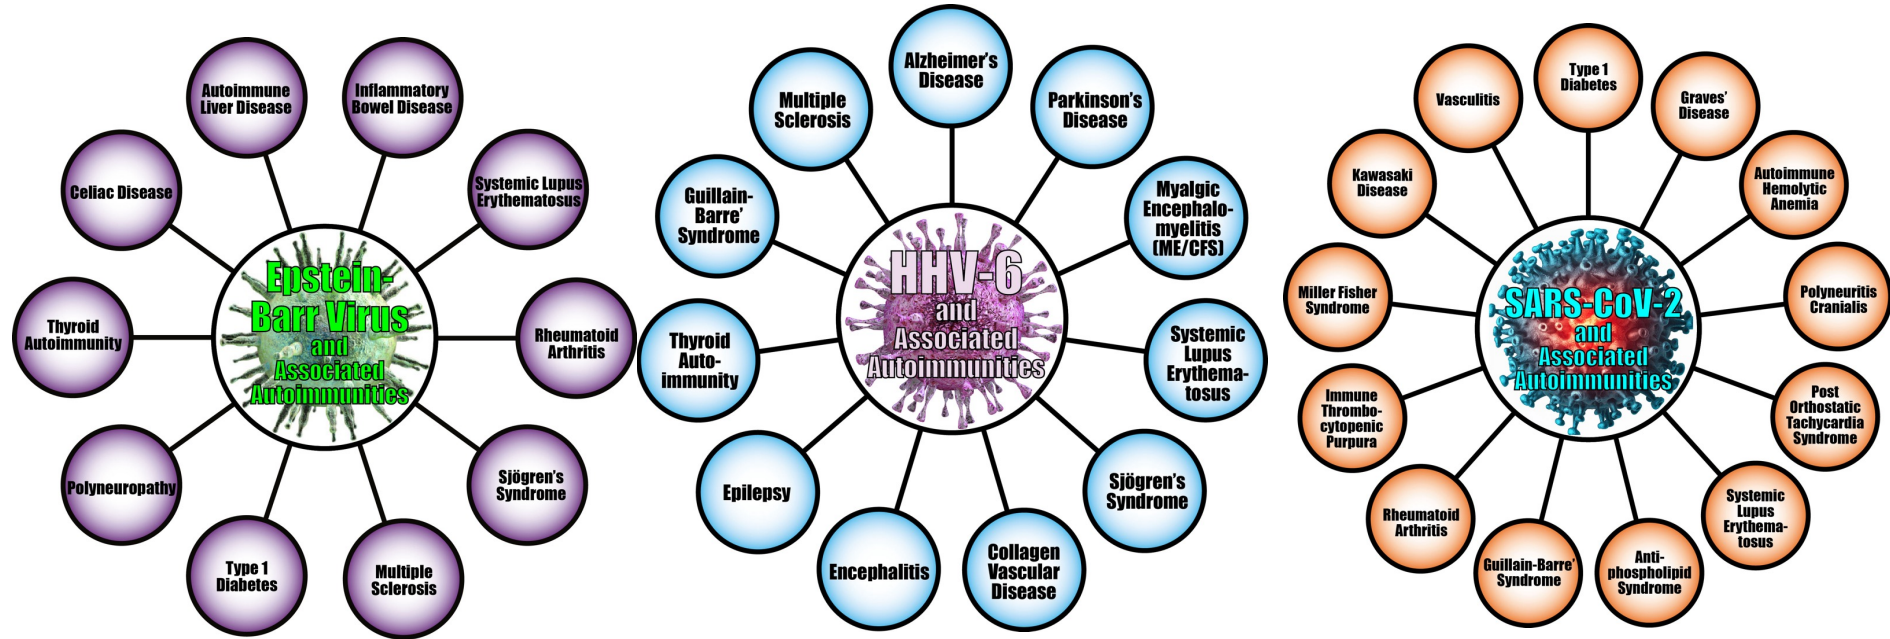 Epstein-
Barr Virus
and
Associated
Autoimmunities
Autoimmune
Liver Disease
Inflammatory
Bowel Disease
Systemic Lupus
Erythematosus
Rheumatoid
Arthritis
Sjögren's
Syndrome
Multiple
Sclerosis
Type 1
Diabetes
Polyneuropathy
Thyroid
Autoimmunity
Celiac Disease
HHV-6
and
Associated
Autoimmunities
Alzheimer's
Disease
Parkinson's
Disease
Myalgic
Encephalo-
myelitis
(ME/CFS)
Systemic
Lupus
Erythema-
tosus
Sjögren's
Syndrome
Collagen
Vascular
Disease
Encephalitis
Epilepsy
Thyroid
Auto-
immunity
Guillain-
Barre'
Syndrome
Multiple
Sclerosis
SARS-CoV-2
and
Associated
Autoimmunities
Type 1
Diabetes
Graves'
Disease
Autoimmune
Hemolytic
Anemia
Polyneuritis
Cranialis
Post
Orthostatic
Tachycardia
Syndrome
Systemic
Lupus
Erythema-
tosus
Anti-
phospholipid
Syndrome
Guillain-Barre'
Syndrome
Rheumatoid
Arthritis
Immune
Thrombo-
cytopenic
Purpura
Miller Fisher
Syndrome
Kawasaki
Disease
Vasculitis